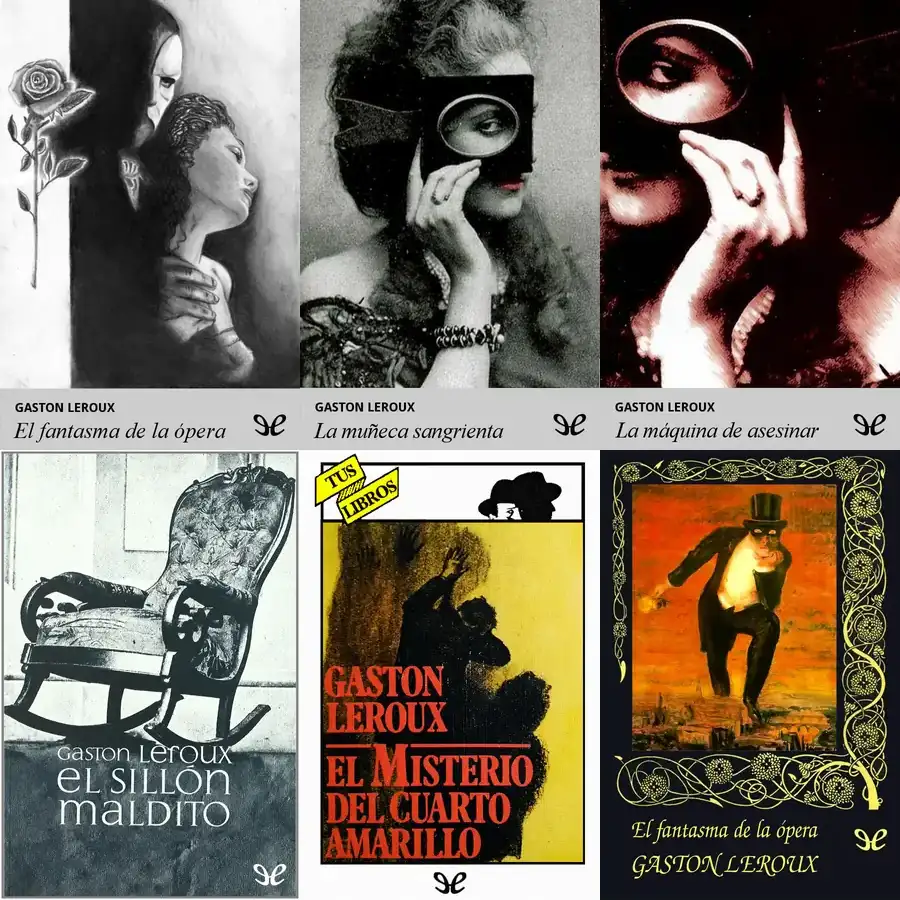 GASTON LEROUX
El fantasma de la ópera
GASTON LEROUX
La muñeca sangrienta
GASTON LEROUX
La máquina de asesinar
Gaston Leroux
EL SILLÓN
maLDITO
TUS
LIBROS
GASTON
LEROUX
EL MISTERIO
DEL CUARTO
AMARILLO
El fantasma de la ópera
GASTON LEROUX